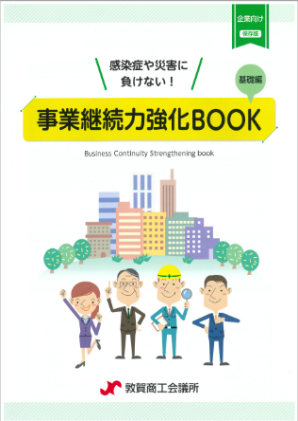 企業向け
保存版
感染症や災害に
負けない！
基礎編
事業継続力強化BOOK
Business Continuity Strengthening book
敦賀商工会議所